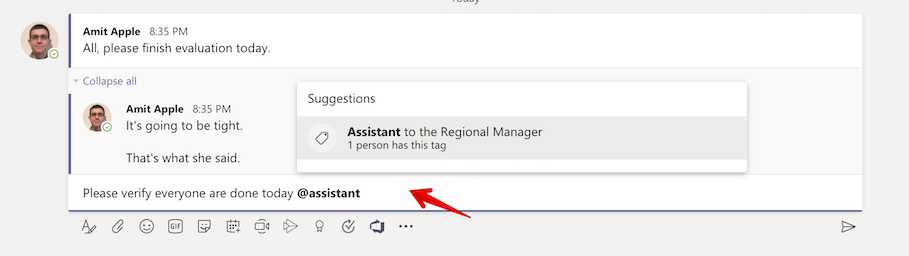 Today
Amit Apple 8:35 PM
All, please finish evaluation today.
Collapse all
Amit Apple 8:35 PM
It's going to be tight.
That's what she said.
Suggestions
Assistant to the Regional Manager
1 person has this tag
Please verify everyone are done today @assistant
GIF